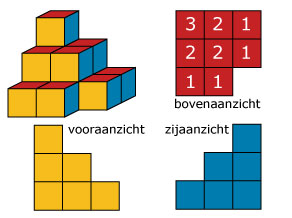 3 2 1
2 2 1
1 1
bovenaanzicht
vooraanzicht
zijaanzicht